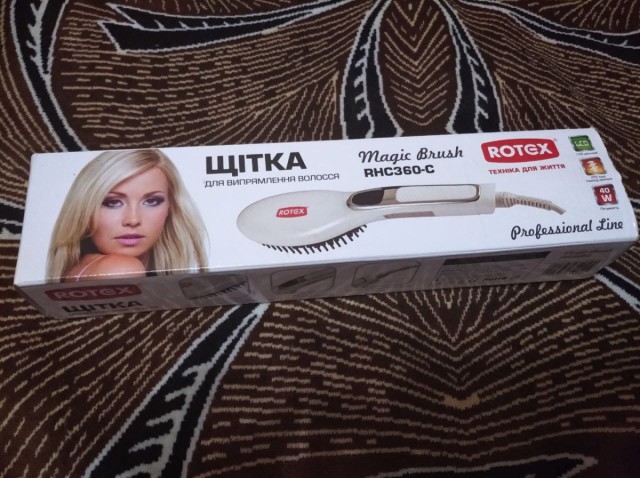 ЩІТКА
ДЛЯ ВИПРЯМЛЕННЯ ВОЛОССЯ
Magic Brush
RHC360-C
ROTEX
ТЕХНІКА ДЛЯ ЖИТТЯ
40
W
ROTEX
Professional Line
ROTEX
ЩІТКА